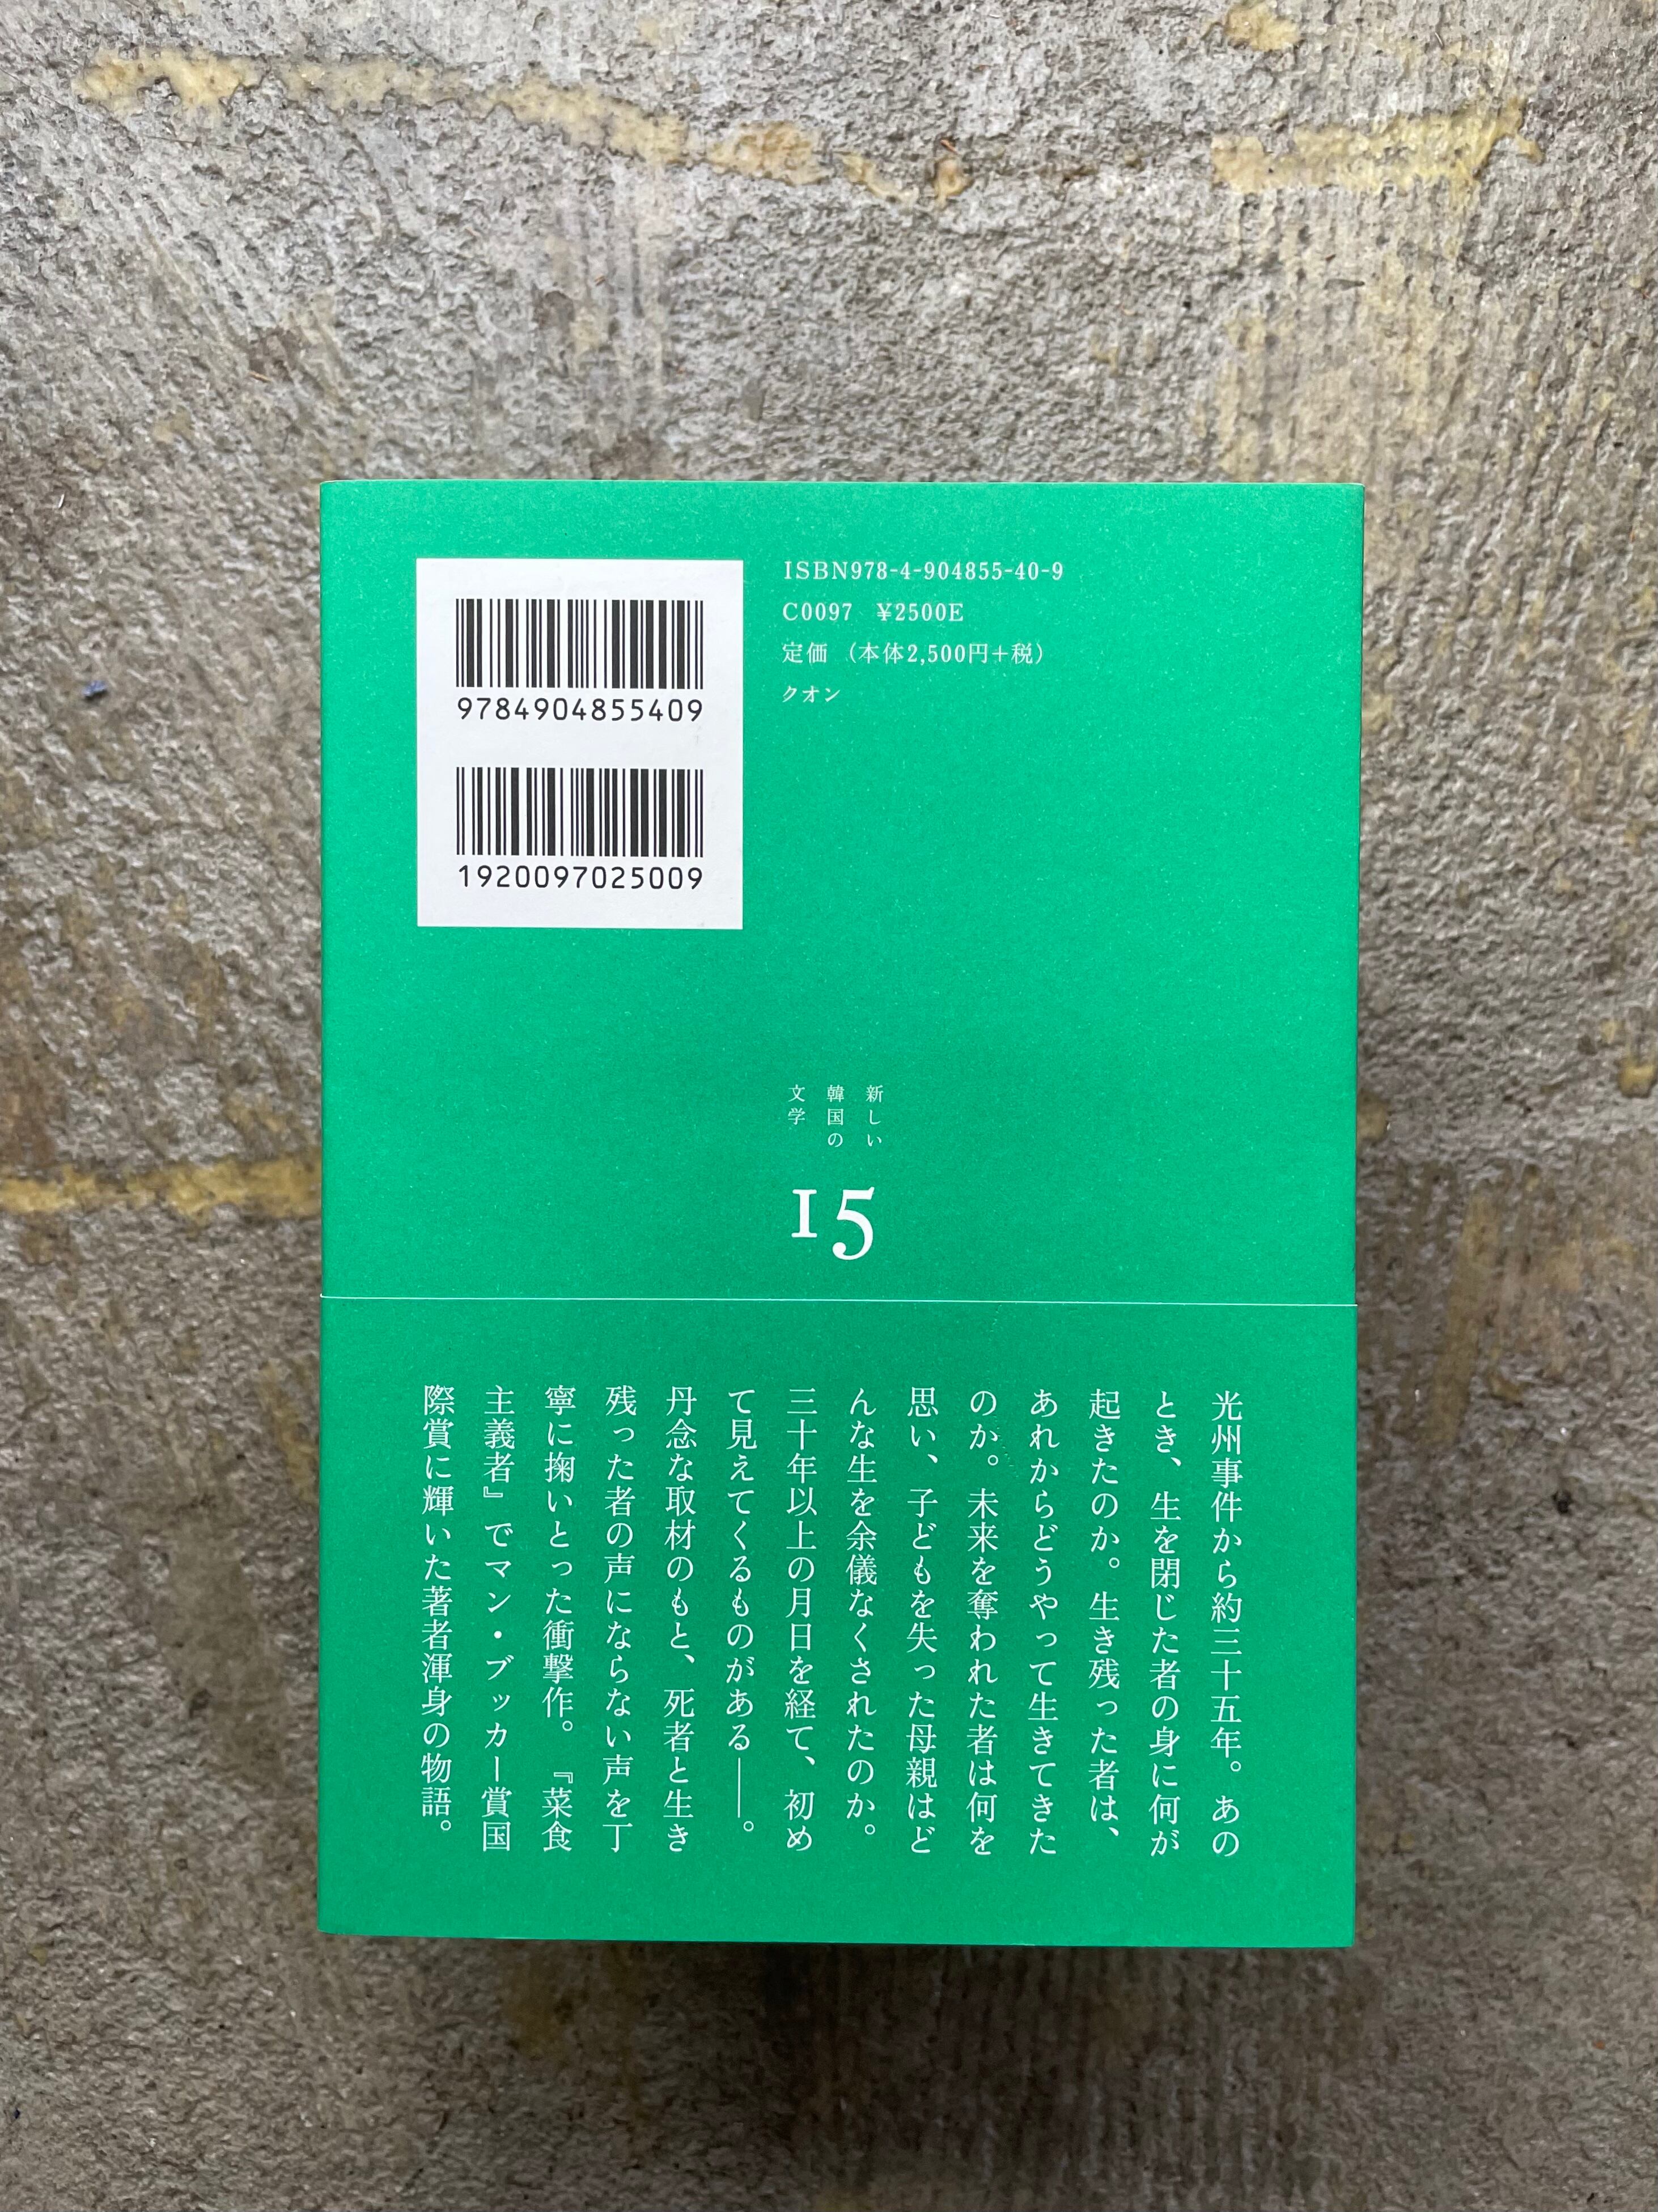 9784904855409
1920097025009
ISBN978-4-904855-40-9
C0097 ¥2500E
定価 （本体2,500円＋税）
クオン
新しい
韓国の
文学
15
光州事件から約三十五年。あの
とき、生を閉じた者の身に何が
起きたのか。生き残った者は、
あれからどうやって生きてきた
のか。未来を奪われた者は何を
思い、子どもを失った母親はど
んな生を余儀なくされたのか。
三十年以上の月日を経て、初め
て見えてくるものがある――。
丹念な取材のもと、死者と生き
残った者の声にならない声を丁
寧に掬いとった衝撃作。『菜食
主義者』でマン・ブッカー賞国
際賞に輝いた著者渾身の物語。